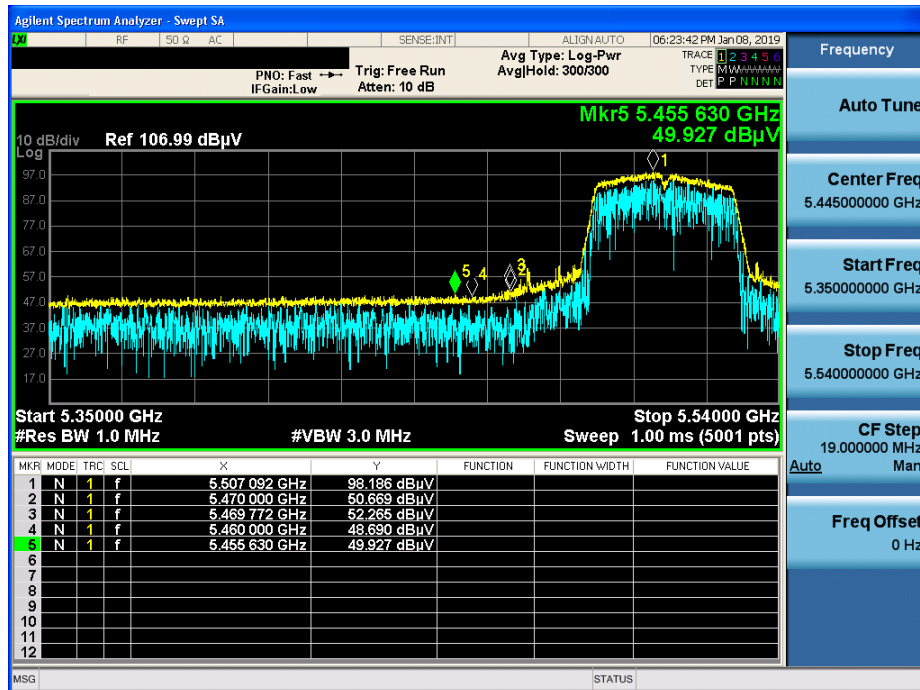 Agilent Spectrum Analyzer - Swept SA
LXI RF 50 Ω AC SENSE:INT ALIGN AUTO 06:23:42 PM Jan 08, 2019
PNO: Fast Trig: Free Run Avg Type: Log-Pwr TRACE 1 2 3 4 5 6
IFGain:Low Atten: 10 dB Avg|Hold: 300/300 TYPE M W W W W W
DET P P N N N N
Mkr5 5.455 630 GHz
49.927 dBµV
10 dB/div Ref 106.99 dBµV
Log
97.0
87.0
77.0
67.0
57.0
47.0
37.0
27.0
17.0
1
5
4
3
2
Start 5.35000 GHz Stop 5.54000 GHz
#Res BW 1.0 MHz #VBW 3.0 MHz Sweep 1.00 ms (5001 pts)
MKR MODE TRC SCL X Y FUNCTION FUNCTION WIDTH FUNCTION VALUE
1 N 1 f 5.507 092 GHz 98.186 dBµV
2 N 1 f 5.470 000 GHz 50.669 dBµV
3 N 1 f 5.469 772 GHz 52.265 dBµV
4 N 1 f 5.460 000 GHz 48.690 dBµV
5 N 1 f 5.455 630 GHz 49.927 dBµV
6
7
8
9
10
11
12
MSG STATUS
Frequency
Auto Tune
Center Freq
5.445000000 GHz
Start Freq
5.350000000 GHz
Stop Freq
5.540000000 GHz
CF Step
19.000000 MHz
Auto Man
Freq Offset
0 Hz